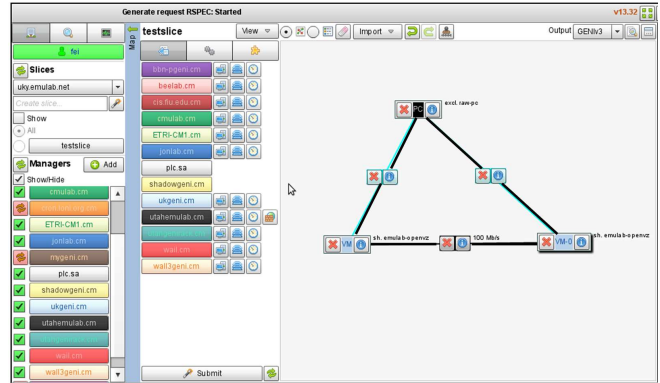 Generate request RSPEC: Started
v13.32
fei
Slices
uky.emulab.net
Create slice..
Show
All
testslice
Managers
Add
Show/Hide
cmulab.cm
ETRI-CM1.cm
jonlab.cm
mygeni.cm
plc.sa
shadowgeni.cm
ukgeni.cm
utahemulab.cm
wail.cm
wall3geni.cm
Map
testslice
View
bbn-pgeni.cm
beelab.cm
cis.fiu.edu.cm
cmulab.cm
ETRI-CM1.cm
jonlab.cm
plc.sa
shadowgeni.cm
ukgeni.cm
utahemulab.cm
wail.cm
wall3geni.cm
Submit
Import
Output
GENIv3
PC
excl. raw-pc
VM
sh. emulab-openvz
100 Mb/s
VM-0
sh. emulab-openvz